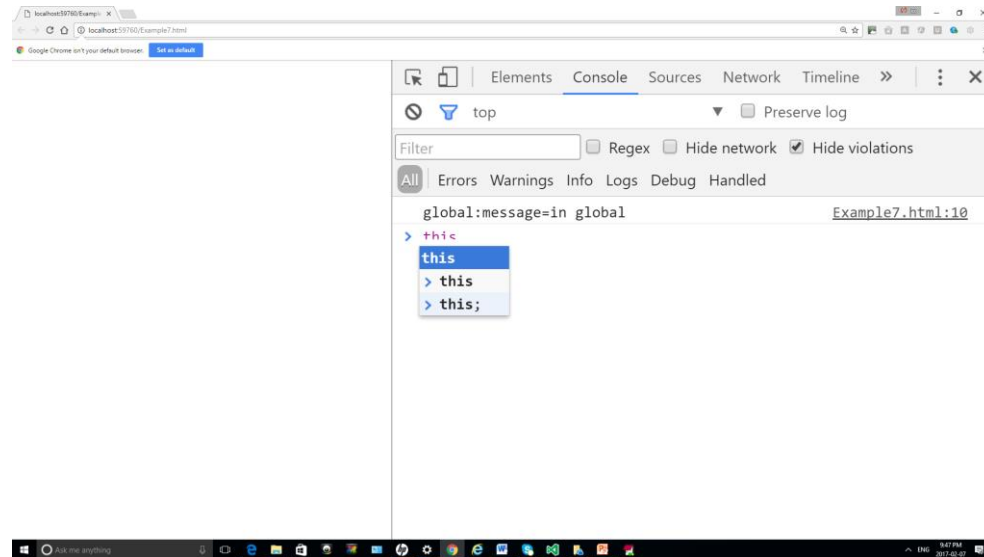 localhost:59760/Example
localhost:59760/Example7.html
Google Chrome isn't your default browser. Set as default
Elements Console Sources Network Timeline »
top ▼ Preserve log
Filter Regex Hide network Hide violations
All Errors Warnings Info Logs Debug Handled
global:message=in global Example7.html:10
> this
this
> this
> this;
Ask me anything
ENG 9:47 PM
2017-02-07